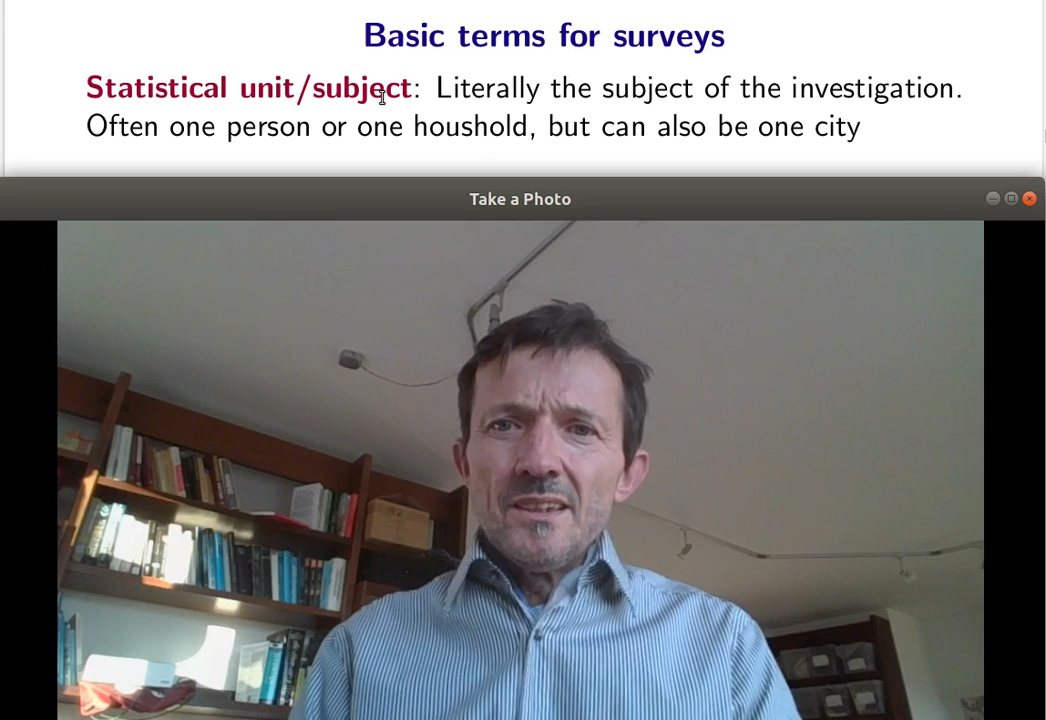 Basic terms for surveys
Statistical unit/subject: Literally the subject of the investigation.
Often one person or one houshold, but can also be one city
Take a Photo